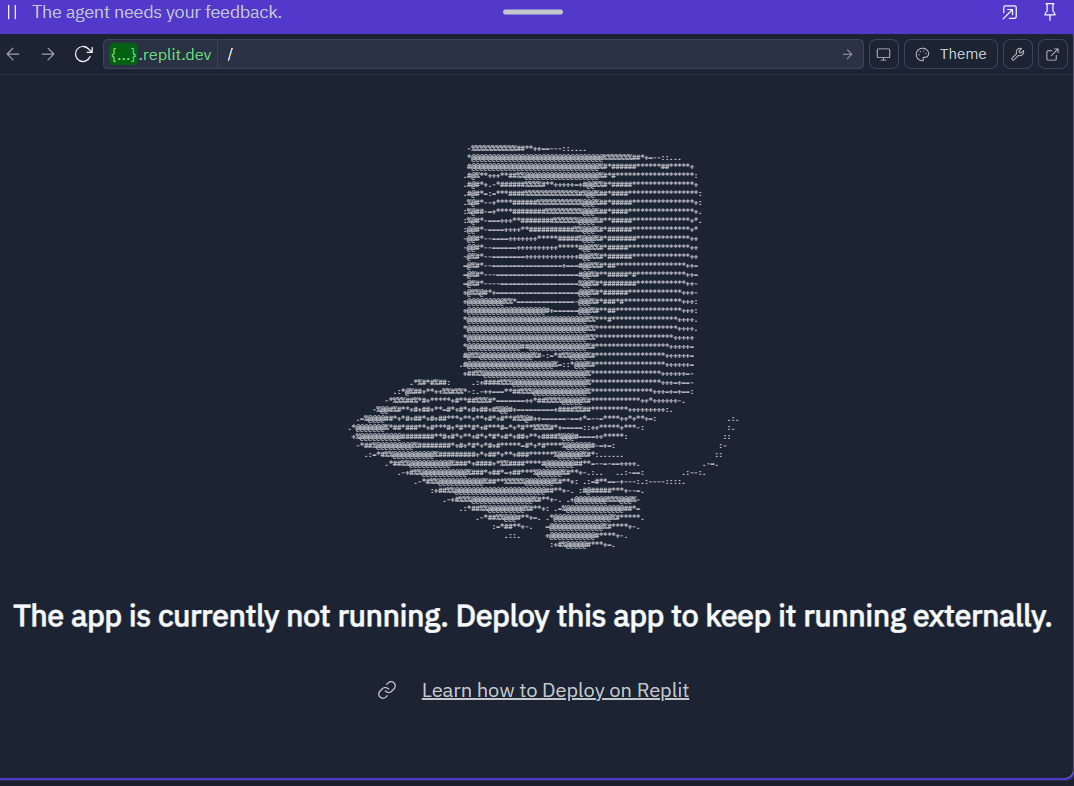 The agent needs your feedback.
{...}.replit.dev /
Theme
The app is currently not running. Deploy this app to keep it running externally.
Learn how to Deploy on Replit